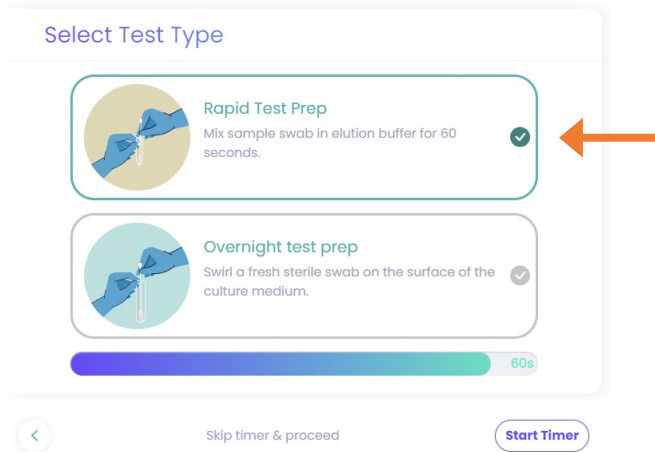 Select Test Type
Rapid Test Prep
Mix sample swab in elution buffer for 60
seconds.
Overnight test prep
Swirl a fresh sterile swab on the surface of the
culture medium.
60s
Skip timer & proceed
Start Timer